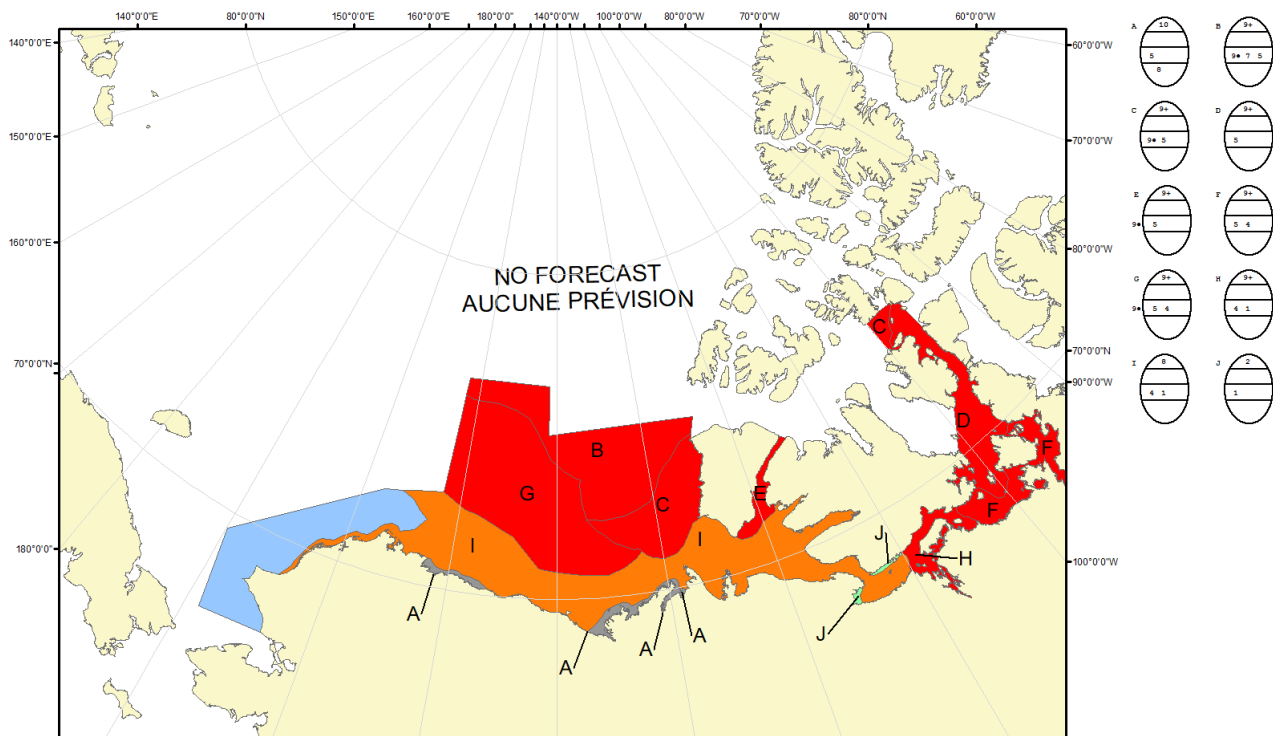 140°0'0"E 80°0'0"N 150°0'0"W 160°0'0"W 180°0'0"W 140°0'0"W 100°0'0"W 80°0'0"W 70°0'0"W 80°0'0"W 60°0'0"W
140°0'0"E
60°0'0"W
150°0'0"E
70°0'0"W
160°0'0"E
80°0'0"W
70°0'0"W
70°0'0"N
70°0'0"N
90°0'0"W
180°0'0"W
100°0'0"W
NO FORECAST
AUCUNE PRÉVISION
C
D
F
B
C
G
E
F
I
I
J
H
A
A
A
A
J
A 10
5
8
B 9+
9• 7 5
C 9+
9• 5
D 9+
5
E 9+
9• 5
F 9+
5 4
G 9+
9• 5 4
H 9+
4 1
I 8
4 1
J 2
1